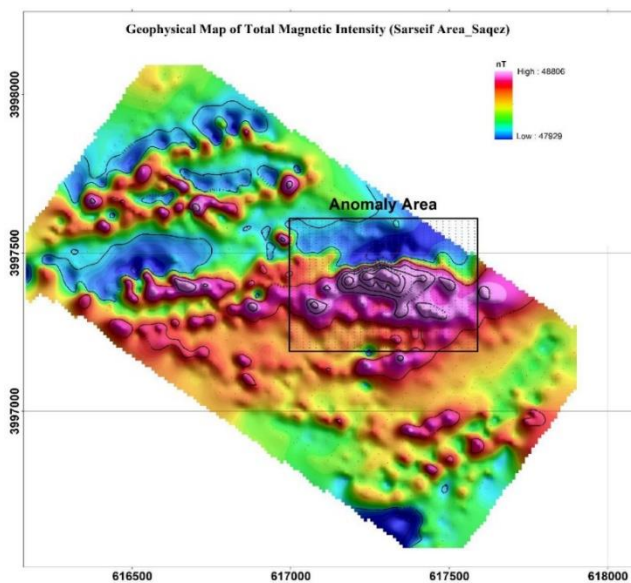 Geophysical Map of Total Magnetic Intensity (Sarseif Area_Saqez)
nT
High : 48806
Low : 47929
3998000
Anomaly Area
3997500
3997000
616500 617000 617500 618000